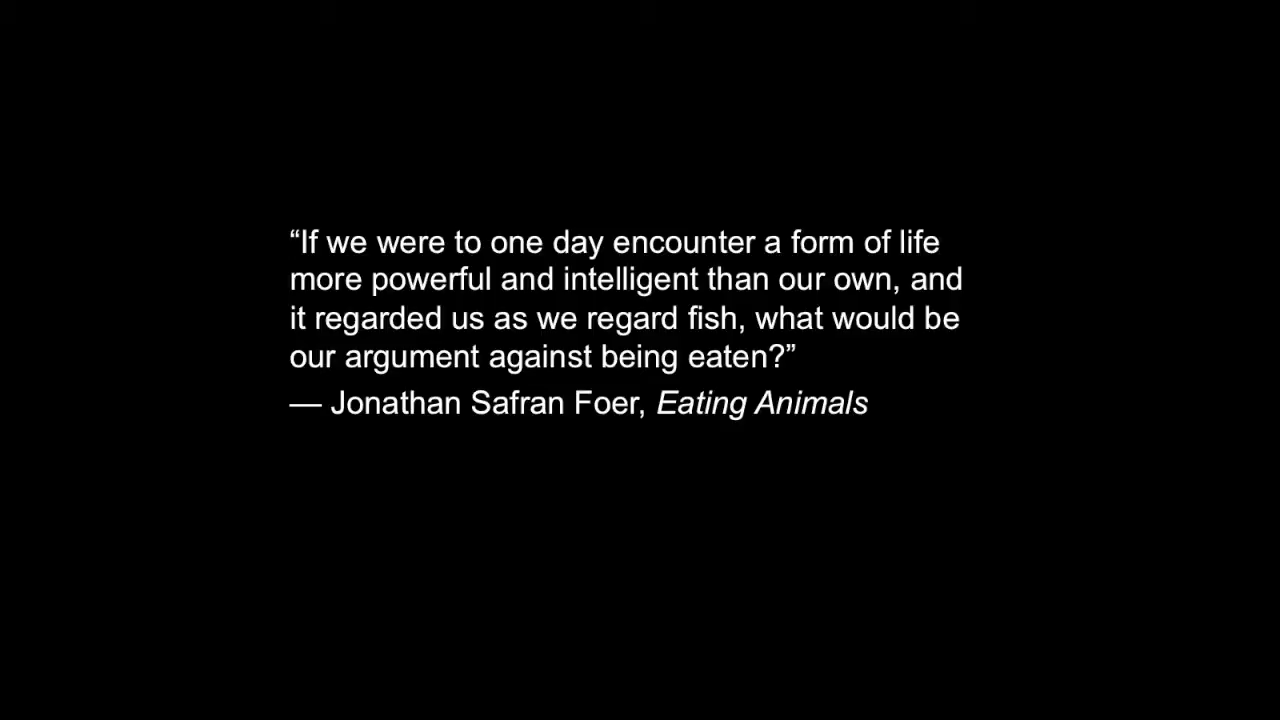 “If we were to one day encounter a form of life
more powerful and intelligent than our own, and
it regarded us as we regard fish, what would be
our argument against being eaten?”
— Jonathan Safran Foer, Eating Animals